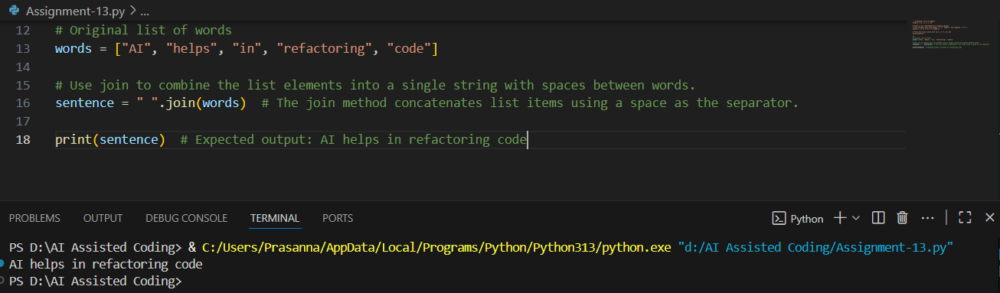 Assignment-13.py > ...
12 # Original list of words
13 words = ["AI", "helps", "in", "refactoring", "code"]
14
15 # Use join to combine the list elements into a single string with spaces between words.
16 sentence = " ".join(words)  # The join method concatenates list items using a space as the separator.
17
18 print(sentence)  # Expected output: AI helps in refactoring code
PROBLEMS OUTPUT DEBUG CONSOLE TERMINAL PORTS Python
PS D:\AI Assisted Coding> & C:/Users/Prasanna/AppData/Local/Programs/Python/Python313/python.exe "d:/AI Assisted Coding/Assignment-13.py"
AI helps in refactoring code
PS D:\AI Assisted Coding>